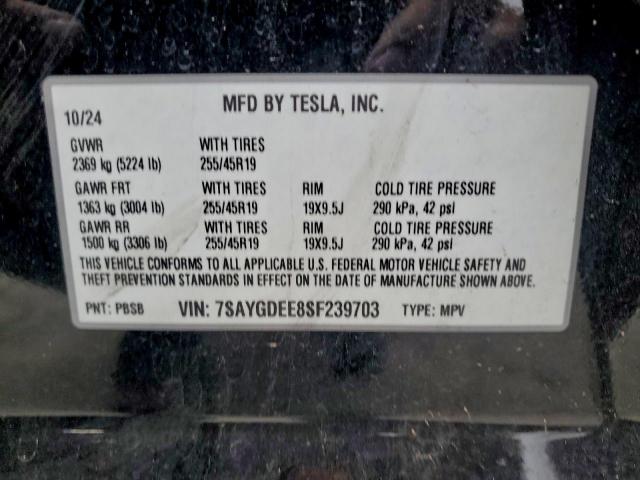 MFD BY TESLA, INC.
10/24
GVWR WITH TIRES
2369 kg (5224 lb) 255/45R19
GAWR FRT WITH TIRES RIM COLD TIRE PRESSURE
1363 kg (3004 lb) 255/45R19 19X9.5J 290 kPa, 42 psi
GAWR RR WITH TIRES RIM COLD TIRE PRESSURE
1500 kg (3306 lb) 255/45R19 19X9.5J 290 kPa, 42 psi
THIS VEHICLE CONFORMS TO ALL APPLICABLE U.S. FEDERAL MOTOR VEHICLE SAFETY AND
THEFT PREVENTION STANDARDS IN EFFECT ON THE DATE OF MANUFACTURE SHOWN ABOVE.
PNT: PBSB VIN: 7SAYGDEE8SF239703 TYPE: MPV